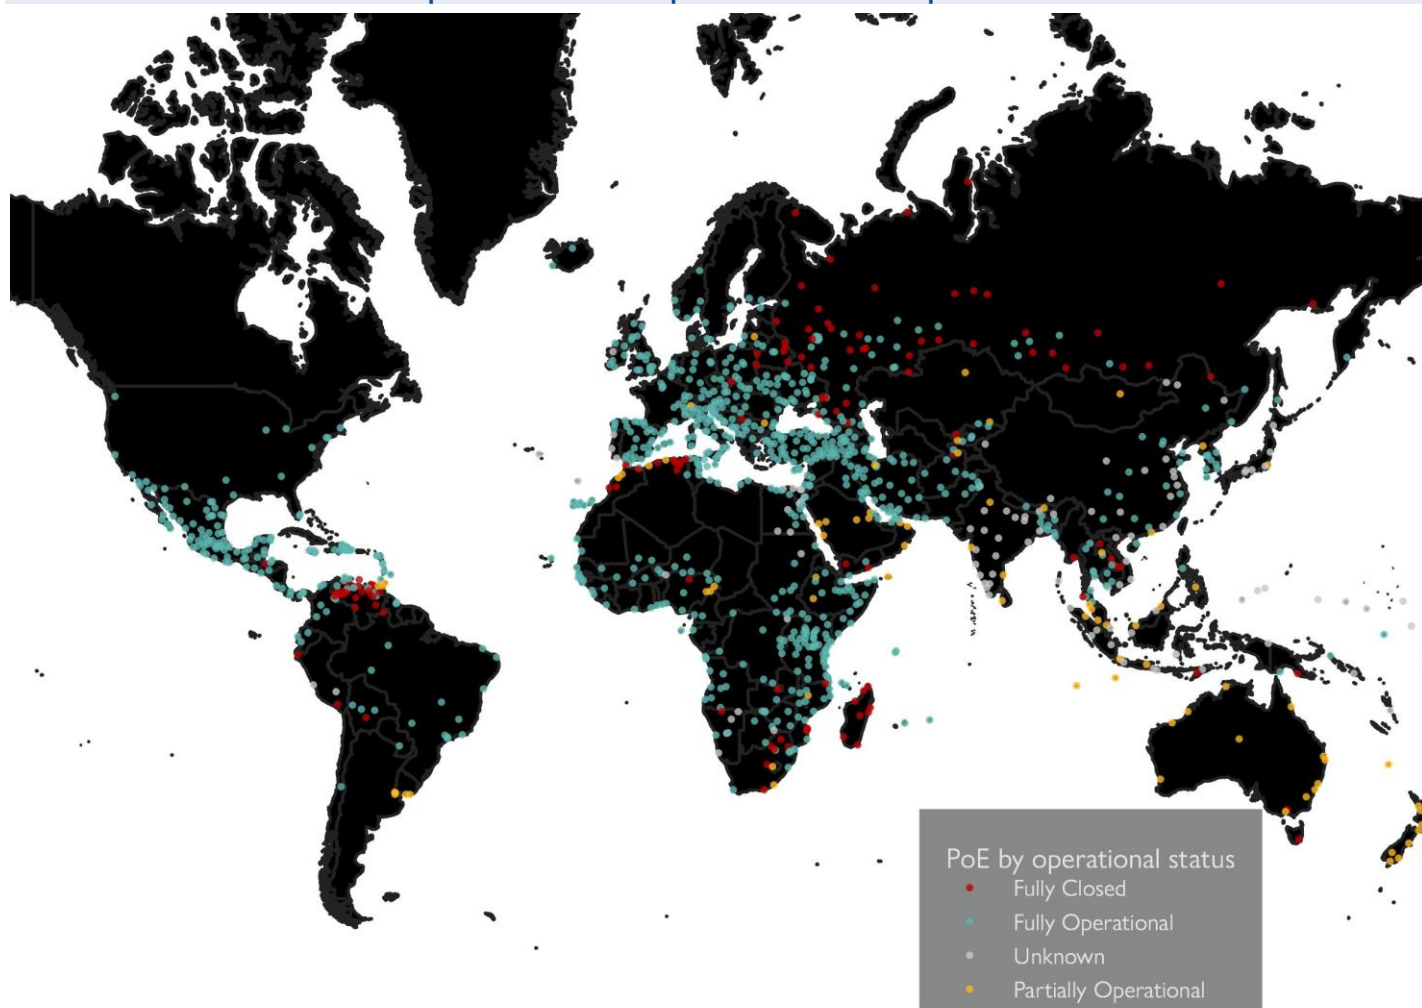 PoE by operational status
Fully Closed
Fully Operational
Unknown
Partially Operational